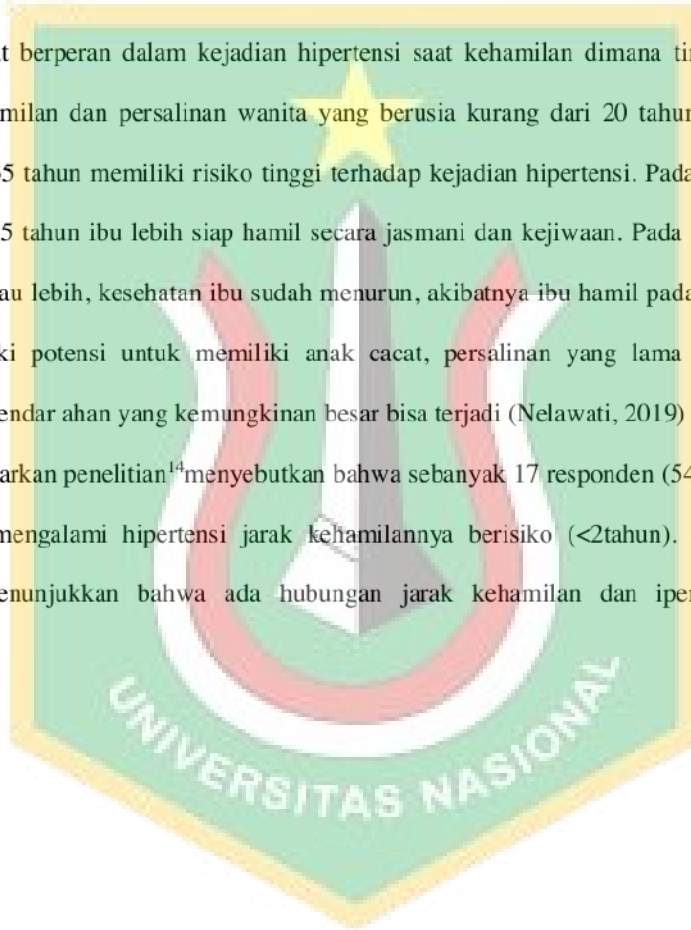 t berperan dalam kejadian hipertensi saat kehamilan dimana tin
milan dan persalinan wanita yang berusia kurang dari 20 tahun
5 tahun memiliki risiko tinggi terhadap kejadian hipertensi. Pada
5 tahun ibu lebih siap hamil secara jasmani dan kejiwaan. Pada
au lebih, kesehatan ibu sudah menurun, akibatnya ibu hamil pada
ki potensi untuk memiliki anak cacat, persalinan yang lama
endar ahan yang kemungkinan besar bisa terjadi (Nelawati, 2019)
arkan penelitian¹⁴menyebutkan bahwa sebanyak 17 responden (54
mengalami hipertensi jarak kehamilannya berisiko (<2tahun).
enunjukkan bahwa ada hubungan jarak kehamilan dan iper
UNIVERSITAS NASIONAL